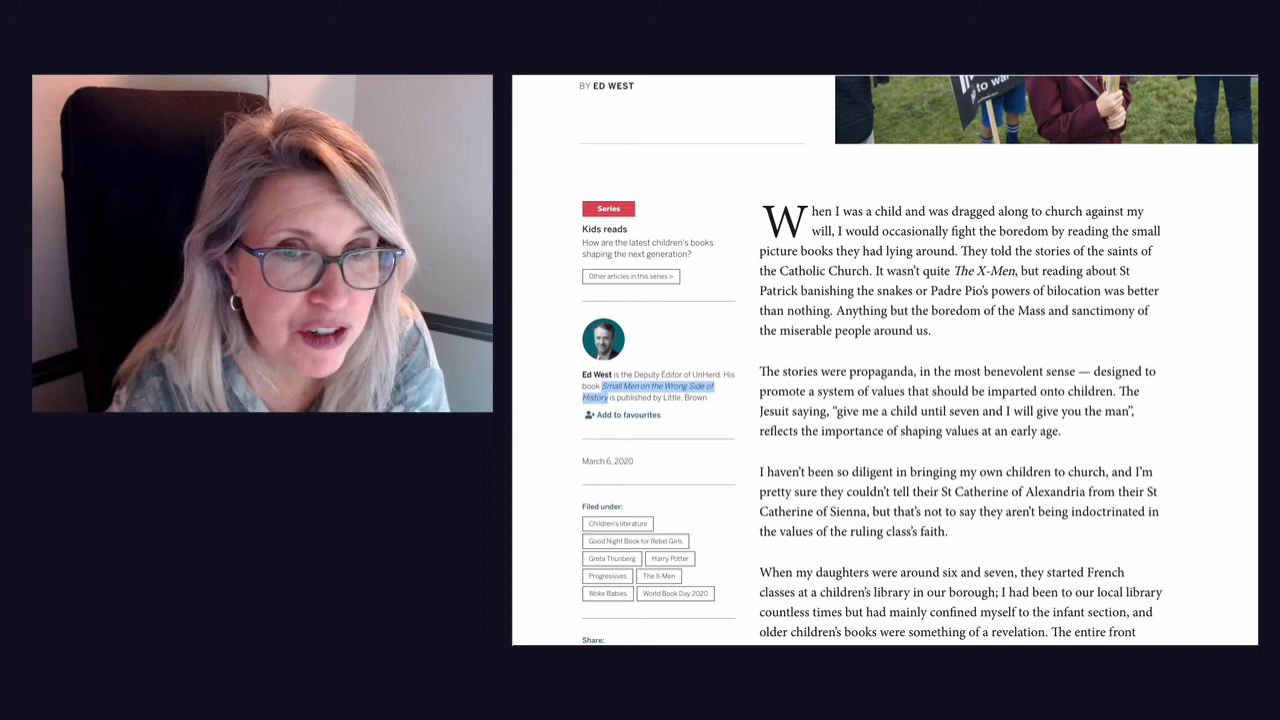 BY ED WEST
to war
Series
Kids reads
How are the latest children's books
shaping the next generation?
Other articles in this series >
Ed West is the Deputy Editor of UnHerd. His
book Small Men on the Wrong Side of
History is published by Little, Brown
Add to favourites
March 6, 2020
Filed under:
Children's literature
Good Night Book for Rebel Girls
Greta Thunberg
Harry Potter
Progressives
The X-Men
Woke Babies
World Book Day 2020
Share:
When I was a child and was dragged along to church against my
will, I would occasionally fight the boredom by reading the small
picture books they had lying around. They told the stories of the saints of
the Catholic Church. It wasn't quite The X-Men, but reading about St
Patrick banishing the snakes or Padre Pio's powers of bilocation was better
than nothing. Anything but the boredom of the Mass and sanctimony of
the miserable people around us.
The stories were propaganda, in the most benevolent sense — designed to
promote a system of values that should be imparted onto children. The
Jesuit saying, “give me a child until seven and I will give you the man”,
reflects the importance of shaping values at an early age.
I haven't been so diligent in bringing my own children to church, and I'm
pretty sure they couldn't tell their St Catherine of Alexandria from their St
Catherine of Sienna, but that's not to say they aren't being indoctrinated in
the values of the ruling class's faith.
When my daughters were around six and seven, they started French
classes at a children's library in our borough; I had been to our local library
countless times but had mainly confined myself to the infant section, and
older children's books were something of a revelation. The entire front